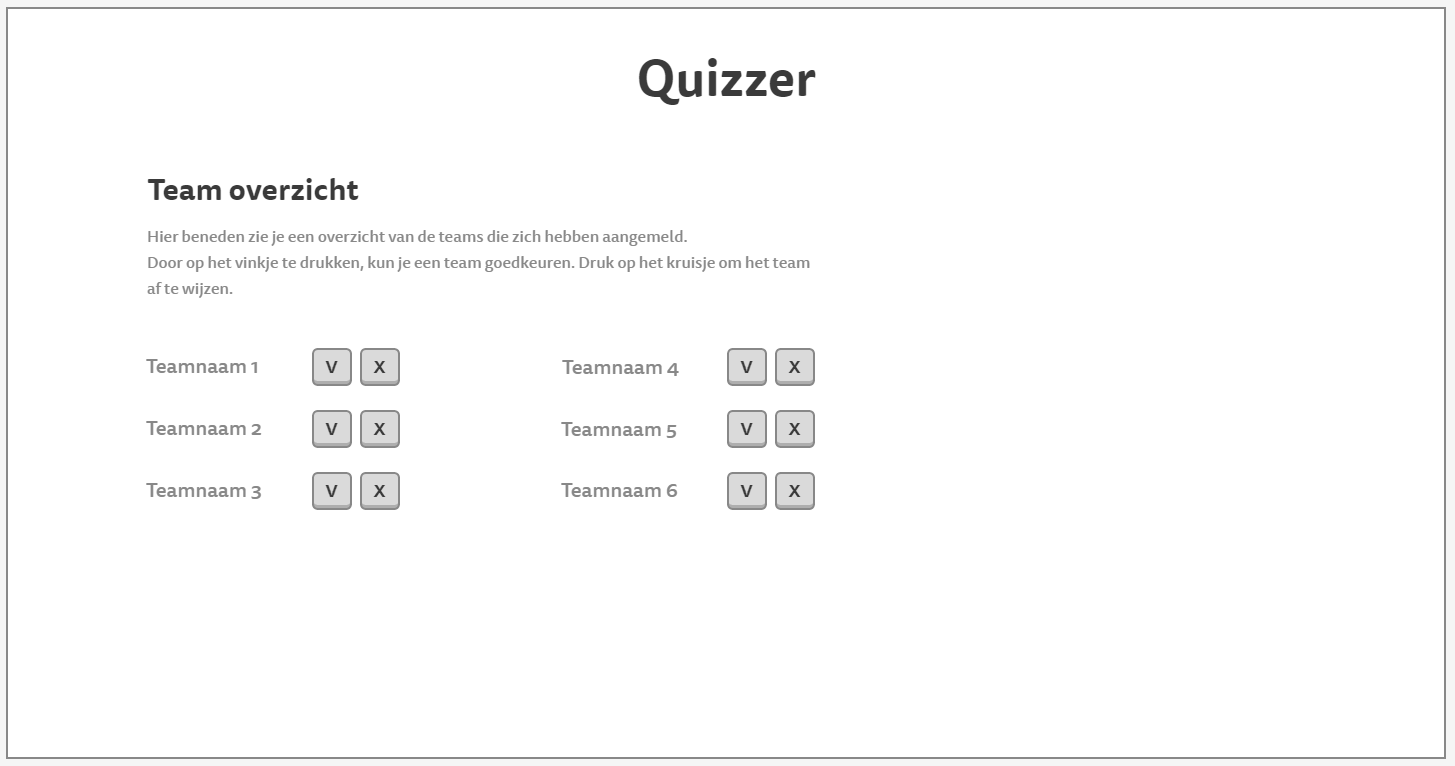 Quizzer
Team overzicht
Hier beneden zie je een overzicht van de teams die zich hebben aangemeld.
Door op het vinkje te drukken, kun je een team goedkeuren. Druk op het kruisje om het team
af te wijzen.
Teamnaam 1 V X Teamnaam 4 V X
Teamnaam 2 V X Teamnaam 5 V X
Teamnaam 3 V X Teamnaam 6 V X